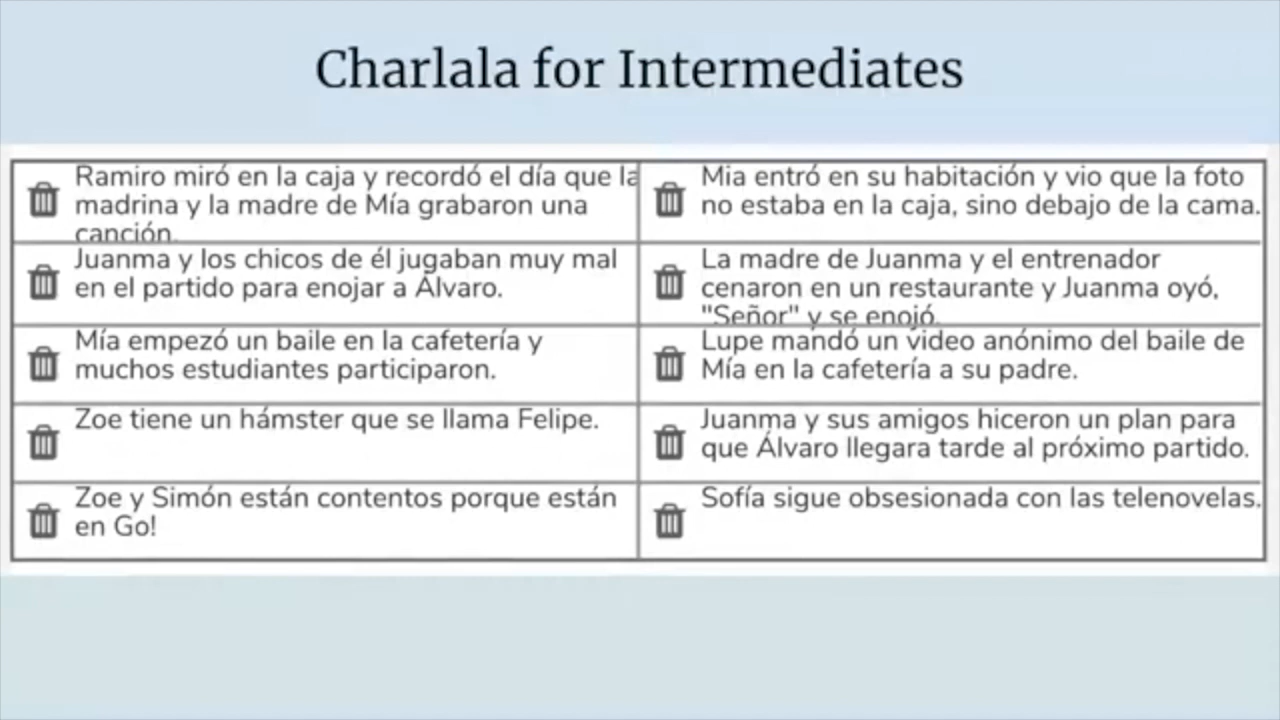 Charlala for Intermediates
Ramiro miró en la caja y recordó el día que la
madrina y la madre de Mía grabaron una
canción.
Mia entró en su habitación y vio que la foto
no estaba en la caja, sino debajo de la cama.
Juanma y los chicos de él jugaban muy mal
en el partido para enojar a Álvaro.
La madre de Juanma y el entrenador
cenaron en un restaurante y Juanma oyó,
"Señor" y se enojó.
Mía empezó un baile en la cafetería y
muchos estudiantes participaron.
Lupe mandó un video anónimo del baile de
Mía en la cafetería a su padre.
Zoe tiene un hámster que se llama Felipe.
Juanma y sus amigos hiceron un plan para
que Álvaro llegara tarde al próximo partido.
Zoe y Simón están contentos porque están
en Go!
Sofía sigue obsesionada con las telenovelas.